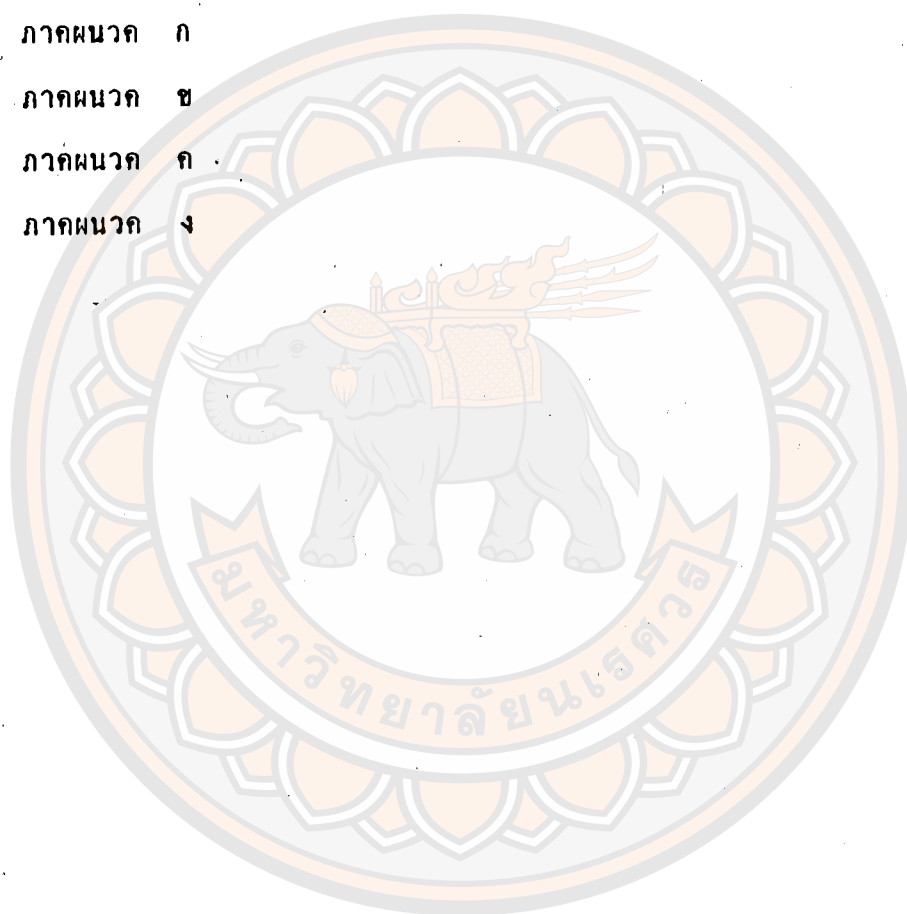 ภาคผนวก ก
ภาคผนวก ข
ภาคผนวก ค
ภาคผนวก ง
มหาวิทยาลัยนเรศวร